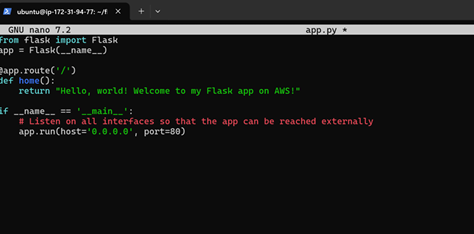 ubuntu@ip-172-31-94-77: ~/f
GNU nano 7.2 app.py *
from flask import Flask
app = Flask(__name__)
@app.route('/')
def home():
return "Hello, world! Welcome to my Flask app on AWS!"
if __name__ == '__main__':
# Listen on all interfaces so that the app can be reached externally
app.run(host='0.0.0.0', port=80)